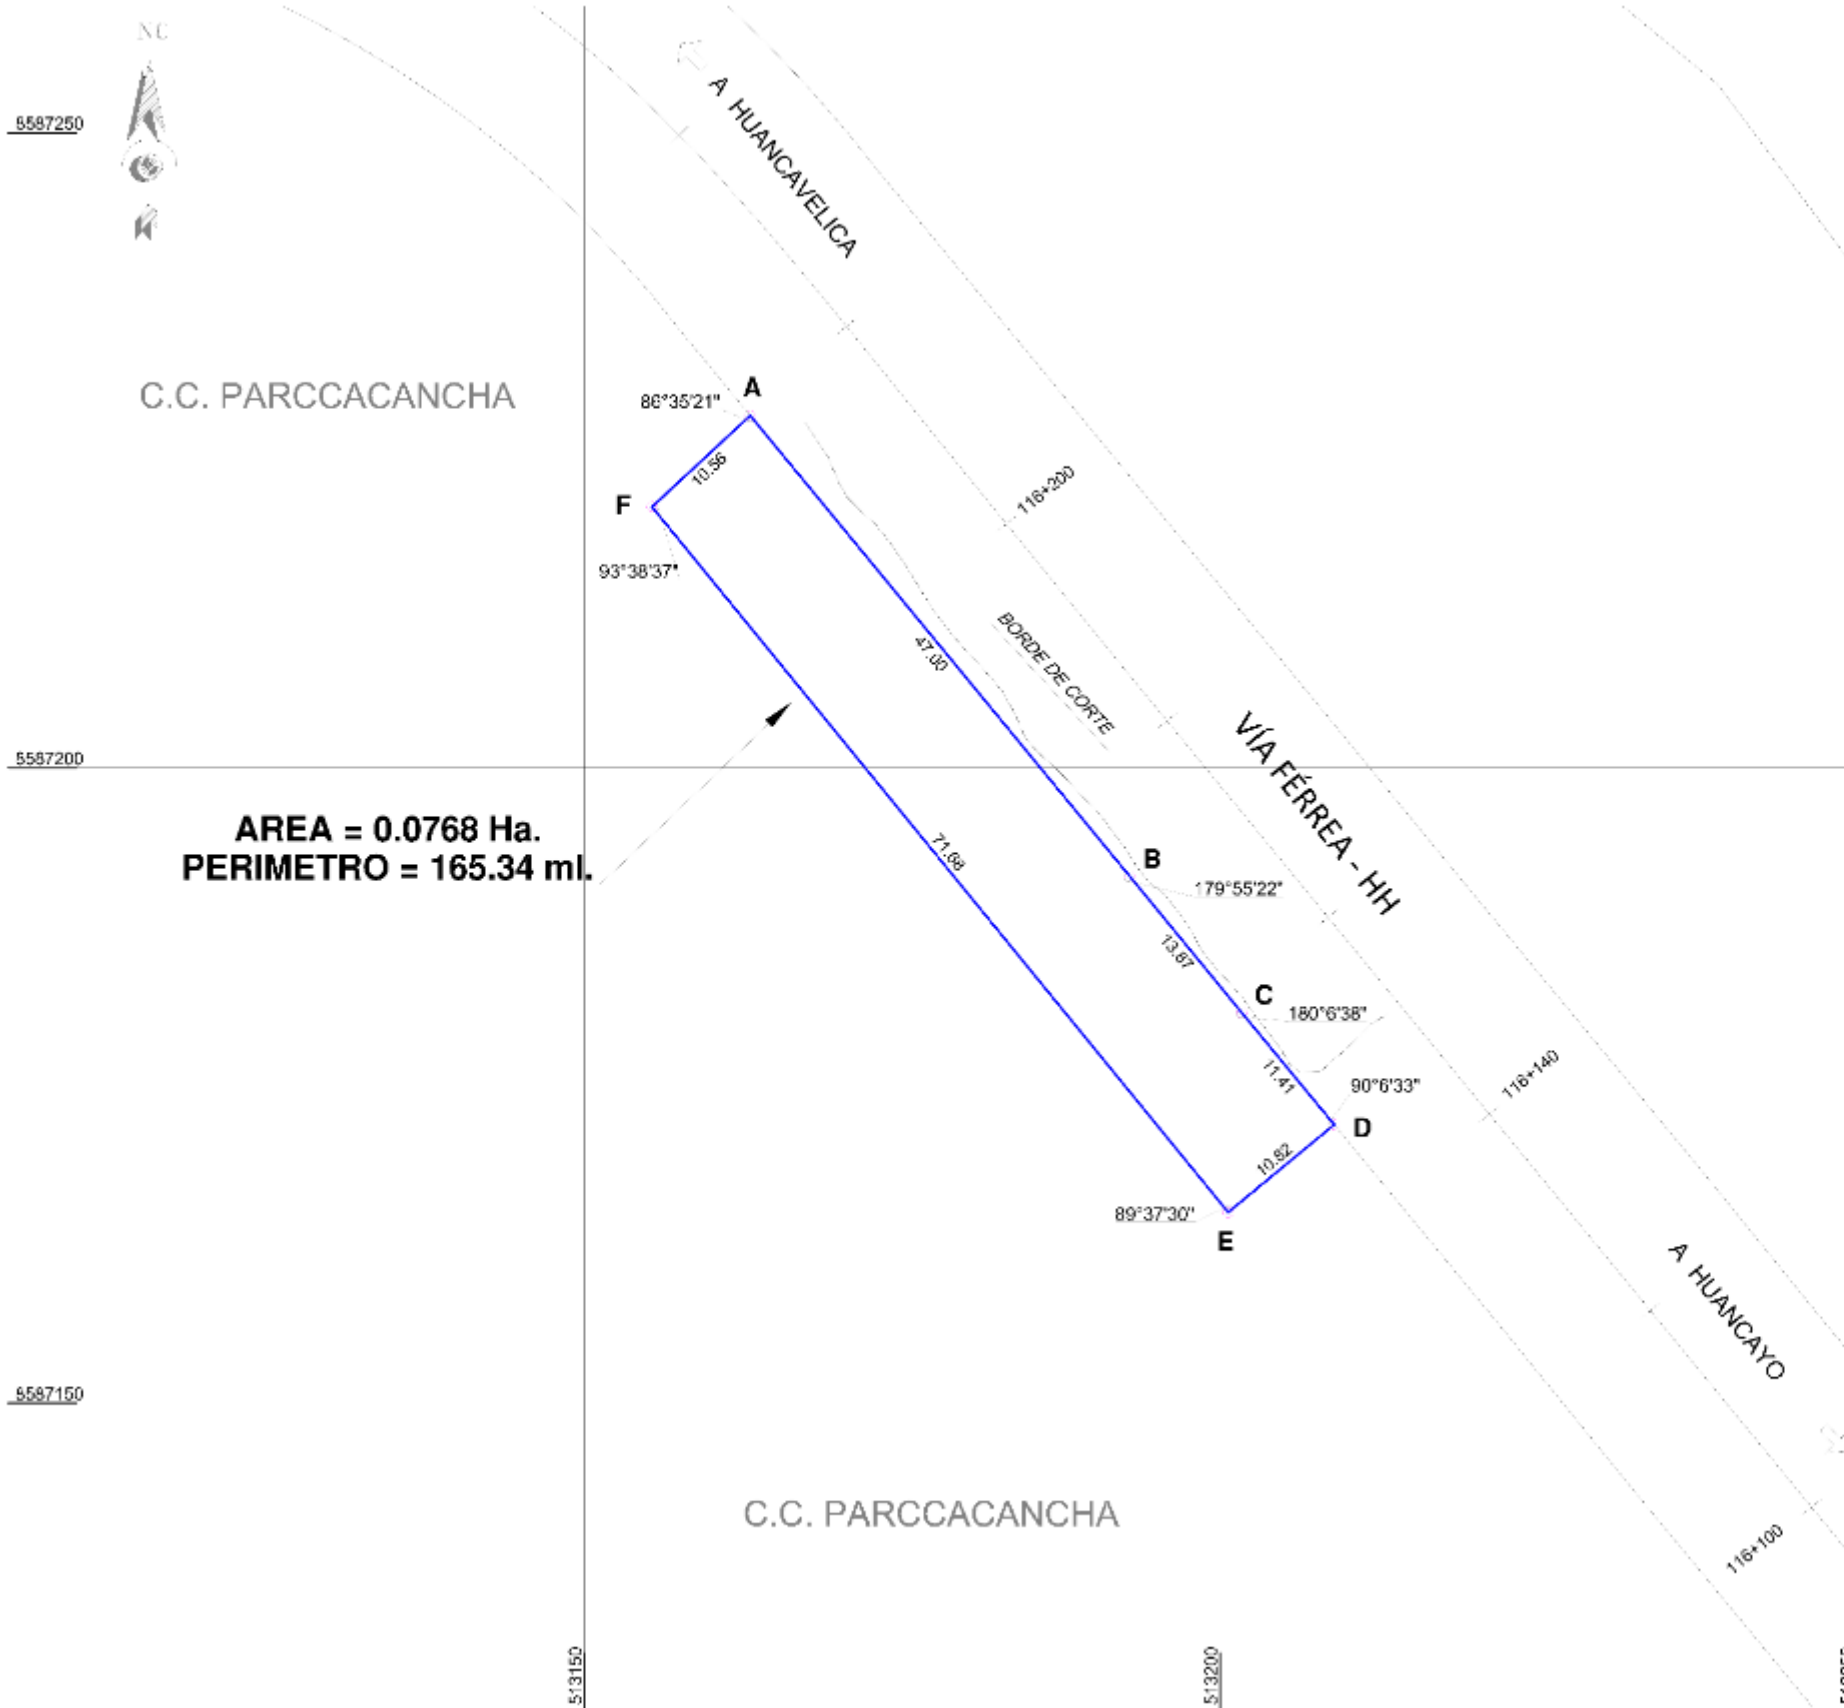 NC
8587250
A HUANCAVELICA
C.C. PARCCACANCHA
A
86°35'21"
10.56
F
93°38'37"
116+200
47.00
BORDE DE CORTE
VÍA FÉRREA - HH
8587200
AREA = 0.0768 Ha.
PERIMETRO = 165.34 ml.
71.68
B
179°55'22"
13.87
C
180°6'38"
11.41
90°6'33"
116+140
D
10.82
89°37'30"
E
A HUANCAYO
8587150
C.C. PARCCACANCHA
116+100
513150
513200